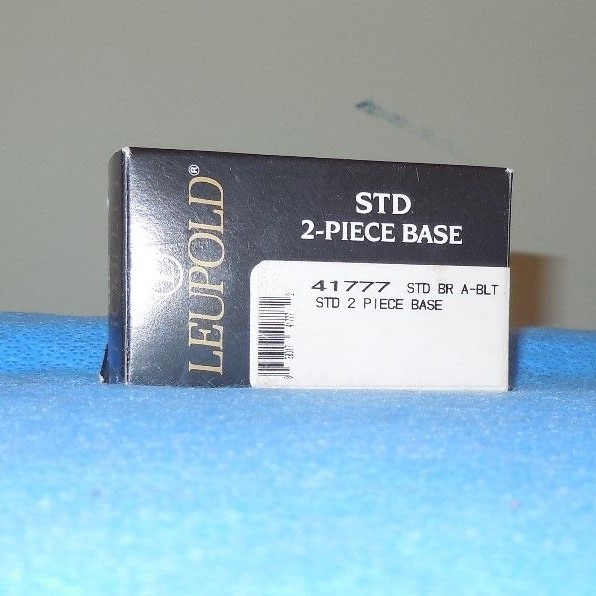 LEUPOLD®
STD
2-PIECE BASE
41777 STD BR A-BLT
STD 2 PIECE BASE